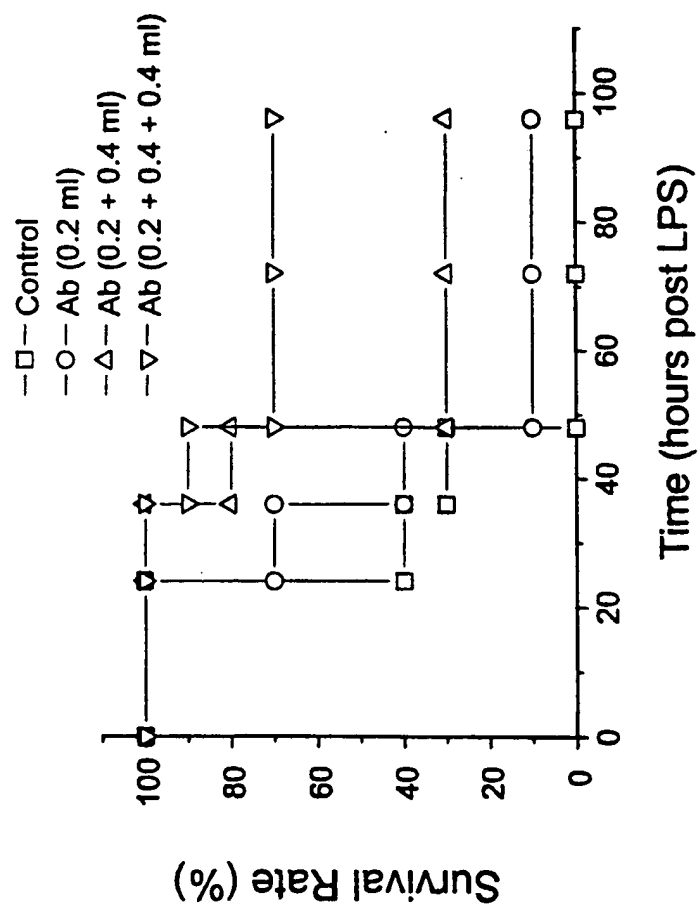 Control
Ab (0.2 ml)
Ab (0.2 + 0.4 ml)
Ab (0.2 + 0.4 + 0.4 ml)
Survival Rate (%)
100
80
60
40
20
0
0
20
40
60
80
100
Time (hours post LPS)